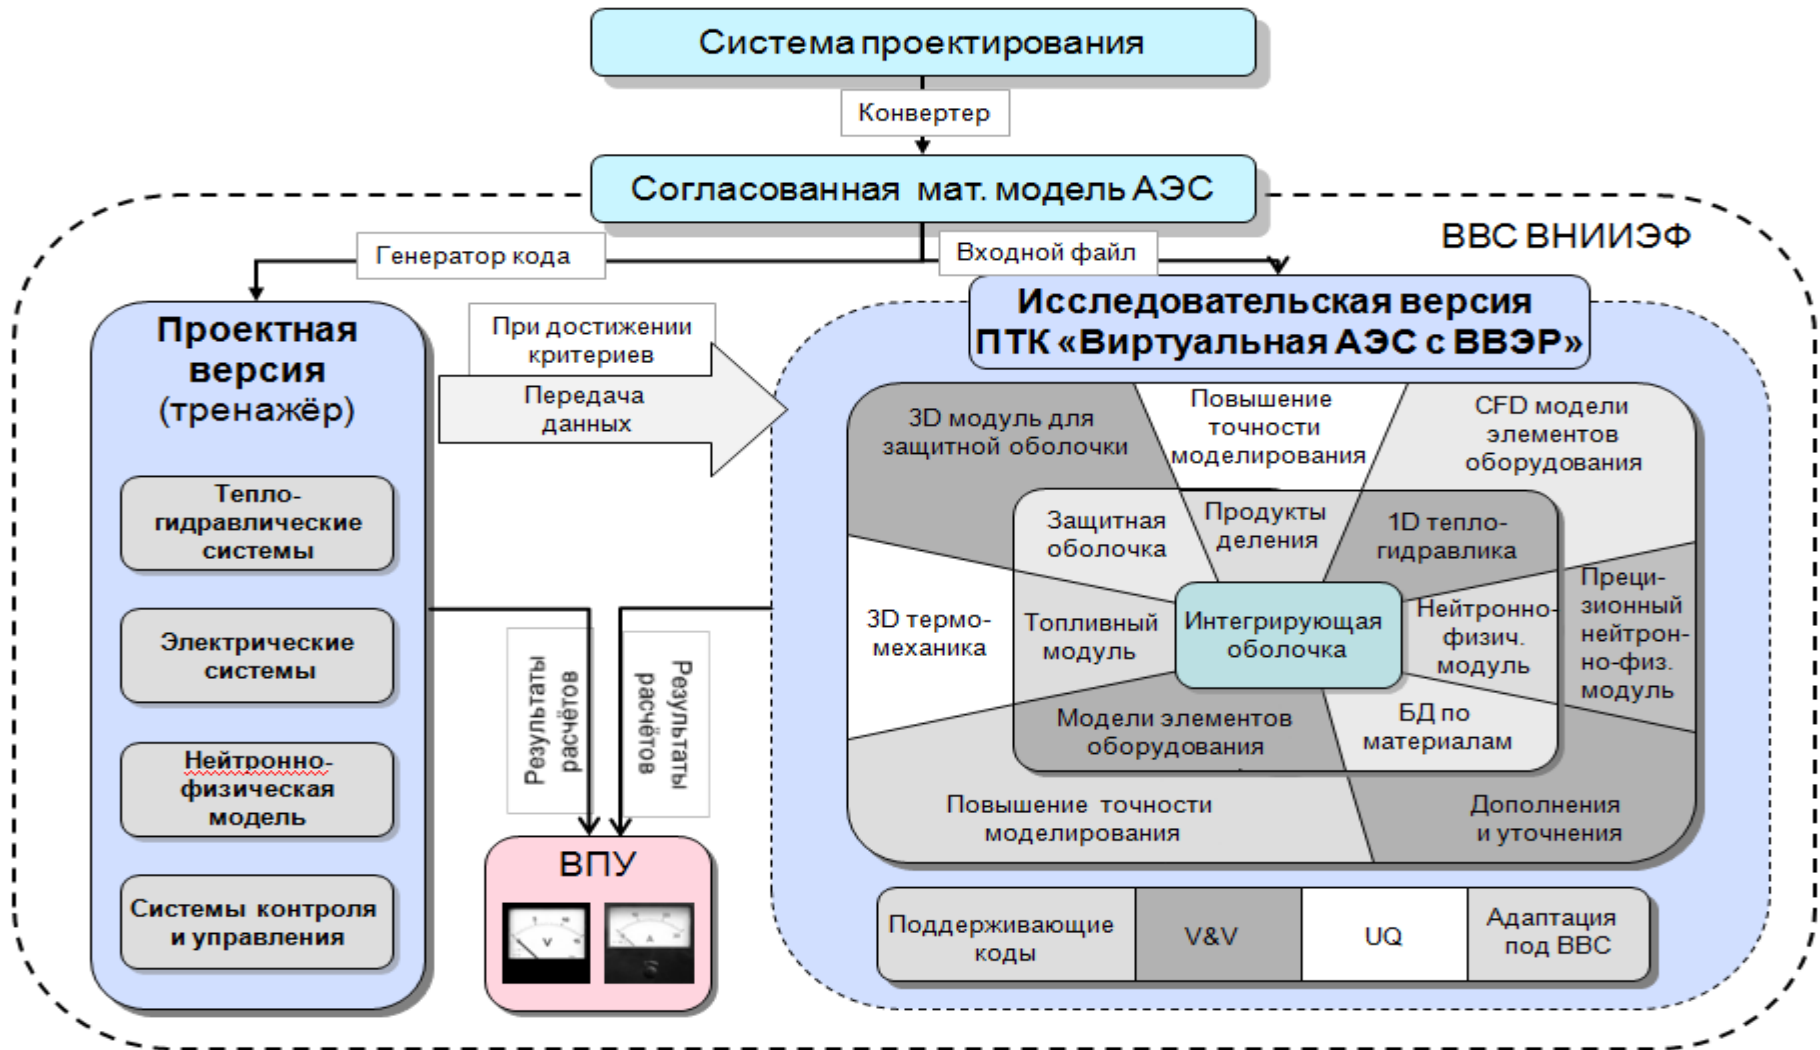 Система проектирования
Конвертер
Согласованная мат. модель АЭС
ВВС ВНИИЭФ
Генератор кода
Входной файл
Проектная
версия
(тренажёр)
Тепло-
гидравлические
системы
Электрические
системы
Нейтронно-
физическая
модель
Системы контроля
и управления
При достижении
критериев
Передача
данных
Результаты
расчётов
Результаты
расчётов
ВПУ
V
A
Исследовательская версия
ПТК «Виртуальная АЭС с ВВЭР»
3D модуль для
защитной оболочки
Повышение
точности
моделирования
CFD модели
элементов
оборудования
Защитная
оболочка
Продукты
деления
1D тепло-
гидравлика
3D термо-
механика
Топливный
модуль
Интегрирующая
оболочка
Нейтронно-
физич.
модуль
Преци-
зионный
нейтрон-
но-физ.
модуль
Модели элементов
оборудования
БД по
материалам
Повышение точности
моделирования
Дополнения
и уточнения
Поддерживающие
коды
V&V
UQ
Адаптация
под ВВС